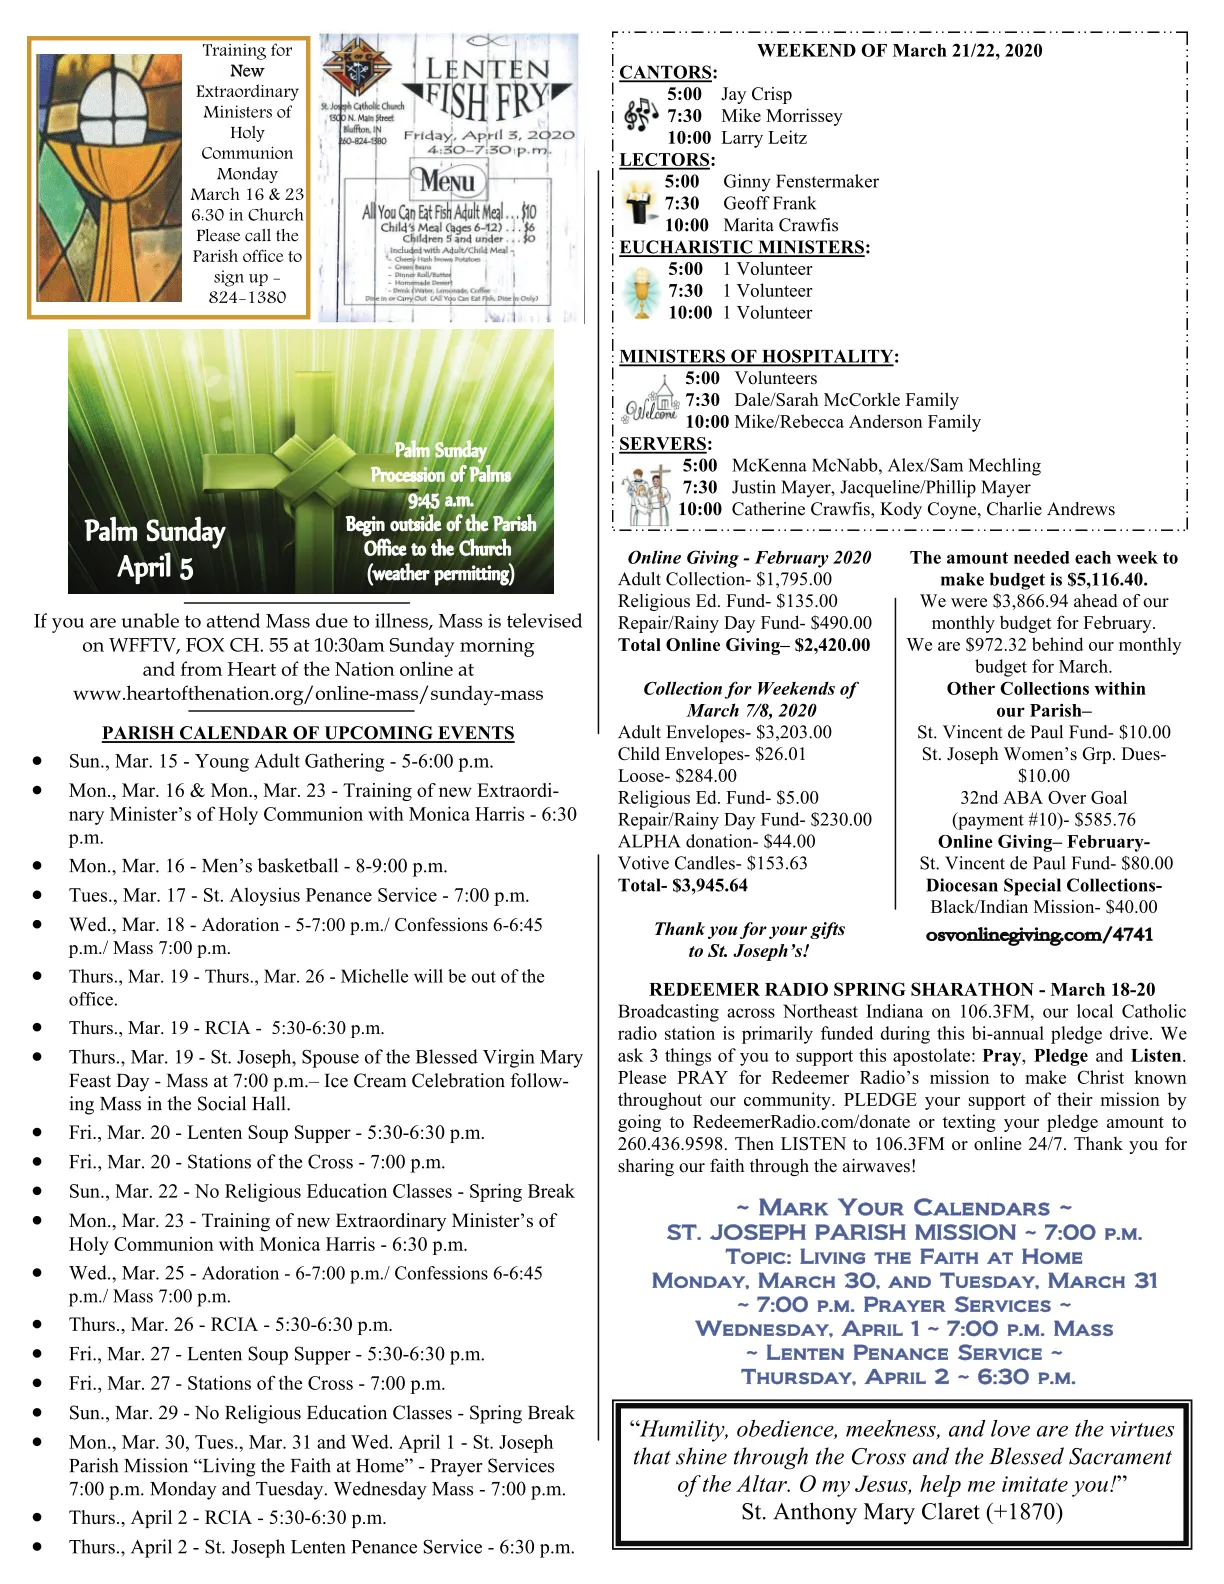 Training for
New
Extraordinary
Ministers of
Holy
Communion
Monday
March 16 & 23
6:30 in Church
Please call the
Parish office to
sign up -
824-1380
St. Joseph Catholic Church
1300 N. Main Street
Bluffton, IN
260-824-1380
LENTEN
FISH FRY
Friday, April 3, 2020
4:30-7:30 p.m.
MENU
All You Can Eat Fish Adult Meal . . . $10
Child's Meal (ages 6-12) . . . $6
Children 5 and under . . . $0
Included with Adult/Child Meal -
- Cheesy Hash brown Potatoes
- Green Beans
- Dinner Roll/Butter
- Homemade Dessert
- Drink (Water, Lemonade, Coffee
Dine In or Carry Out (All You Can Eat Fish, Dine in Only)
Palm Sunday
April 5
Palm Sunday
Procession of Palms
9:45 a.m.
Begin outside of the Parish
Office to the Church
(weather permitting)
If you are unable to attend Mass due to illness, Mass is televised
on WFFTV, FOX CH. 55 at 10:30am Sunday morning
and from Heart of the Nation online at
www.heartofthenation.org/online-mass/sunday-mass
PARISH CALENDAR OF UPCOMING EVENTS
• Sun., Mar. 15 - Young Adult Gathering - 5-6:00 p.m.
• Mon., Mar. 16 & Mon., Mar. 23 - Training of new Extraordi-
nary Minister's of Holy Communion with Monica Harris - 6:30
p.m.
• Mon., Mar. 16 - Men's basketball - 8-9:00 p.m.
• Tues., Mar. 17 - St. Aloysius Penance Service - 7:00 p.m.
• Wed., Mar. 18 - Adoration - 5-7:00 p.m./ Confessions 6-6:45
p.m./ Mass 7:00 p.m.
• Thurs., Mar. 19 - Thurs., Mar. 26 - Michelle will be out of the
office.
• Thurs., Mar. 19 - RCIA - 5:30-6:30 p.m.
• Thurs., Mar. 19 - St. Joseph, Spouse of the Blessed Virgin Mary
Feast Day - Mass at 7:00 p.m.– Ice Cream Celebration follow-
ing Mass in the Social Hall.
• Fri., Mar. 20 - Lenten Soup Supper - 5:30-6:30 p.m.
• Fri., Mar. 20 - Stations of the Cross - 7:00 p.m.
• Sun., Mar. 22 - No Religious Education Classes - Spring Break
• Mon., Mar. 23 - Training of new Extraordinary Minister's of
Holy Communion with Monica Harris - 6:30 p.m.
• Wed., Mar. 25 - Adoration - 6-7:00 p.m./ Confessions 6-6:45
p.m./ Mass 7:00 p.m.
• Thurs., Mar. 26 - RCIA - 5:30-6:30 p.m.
• Fri., Mar. 27 - Lenten Soup Supper - 5:30-6:30 p.m.
• Fri., Mar. 27 - Stations of the Cross - 7:00 p.m.
• Sun., Mar. 29 - No Religious Education Classes - Spring Break
• Mon., Mar. 30, Tues., Mar. 31 and Wed. April 1 - St. Joseph
Parish Mission “Living the Faith at Home” - Prayer Services
7:00 p.m. Monday and Tuesday. Wednesday Mass - 7:00 p.m.
• Thurs., April 2 - RCIA - 5:30-6:30 p.m.
• Thurs., April 2 - St. Joseph Lenten Penance Service - 6:30 p.m.
WEEKEND OF March 21/22, 2020
CANTORS:
5:00 Jay Crisp
7:30 Mike Morrissey
10:00 Larry Leitz
LECTORS:
5:00 Ginny Fenstermaker
7:30 Geoff Frank
10:00 Marita Crawfis
EUCHARISTIC MINISTERS:
5:00 1 Volunteer
7:30 1 Volunteer
10:00 1 Volunteer
MINISTERS OF HOSPITALITY:
5:00 Volunteers
Welcome
7:30 Dale/Sarah McCorkle Family
10:00 Mike/Rebecca Anderson Family
SERVERS:
5:00 McKenna McNabb, Alex/Sam Mechling
7:30 Justin Mayer, Jacqueline/Phillip Mayer
10:00 Catherine Crawfis, Kody Coyne, Charlie Andrews
Online Giving - February 2020
Adult Collection- $1,795.00
Religious Ed. Fund- $135.00
Repair/Rainy Day Fund- $490.00
Total Online Giving– $2,420.00
Collection for Weekends of
March 7/8, 2020
Adult Envelopes- $3,203.00
Child Envelopes- $26.01
Loose- $284.00
Religious Ed. Fund- $5.00
Repair/Rainy Day Fund- $230.00
ALPHA donation- $44.00
Votive Candles- $153.63
Total- $3,945.64
Thank you for your gifts
to St. Joseph's!
The amount needed each week to
make budget is $5,116.40.
We were $3,866.94 ahead of our
monthly budget for February.
We are $972.32 behind our monthly
budget for March.
Other Collections within
our Parish–
St. Vincent de Paul Fund- $10.00
St. Joseph Women's Grp. Dues-
$10.00
32nd ABA Over Goal
(payment #10)- $585.76
Online Giving– February-
St. Vincent de Paul Fund- $80.00
Diocesan Special Collections-
Black/Indian Mission- $40.00
osvonlinegiving.com/4741
REDEEMER RADIO SPRING SHARATHON - March 18-20
Broadcasting across Northeast Indiana on 106.3FM, our local Catholic
radio station is primarily funded during this bi-annual pledge drive. We
ask 3 things of you to support this apostolate: Pray, Pledge and Listen.
Please PRAY for Redeemer Radio's mission to make Christ known
throughout our community. PLEDGE your support of their mission by
going to RedeemerRadio.com/donate or texting your pledge amount to
260.436.9598. Then LISTEN to 106.3FM or online 24/7. Thank you for
sharing our faith through the airwaves!
~ Mark Your Calendars ~
ST. JOSEPH PARISH MISSION ~ 7:00 p.m.
Topic: Living the Faith at Home
Monday, March 30, and Tuesday, March 31
~ 7:00 p.m. Prayer Services ~
Wednesday, April 1 ~ 7:00 p.m. Mass
~ Lenten Penance Service ~
Thursday, April 2 ~ 6:30 p.m.
“Humility, obedience, meekness, and love are the virtues
that shine through the Cross and the Blessed Sacrament
of the Altar. O my Jesus, help me imitate you!”
St. Anthony Mary Claret (+1870)